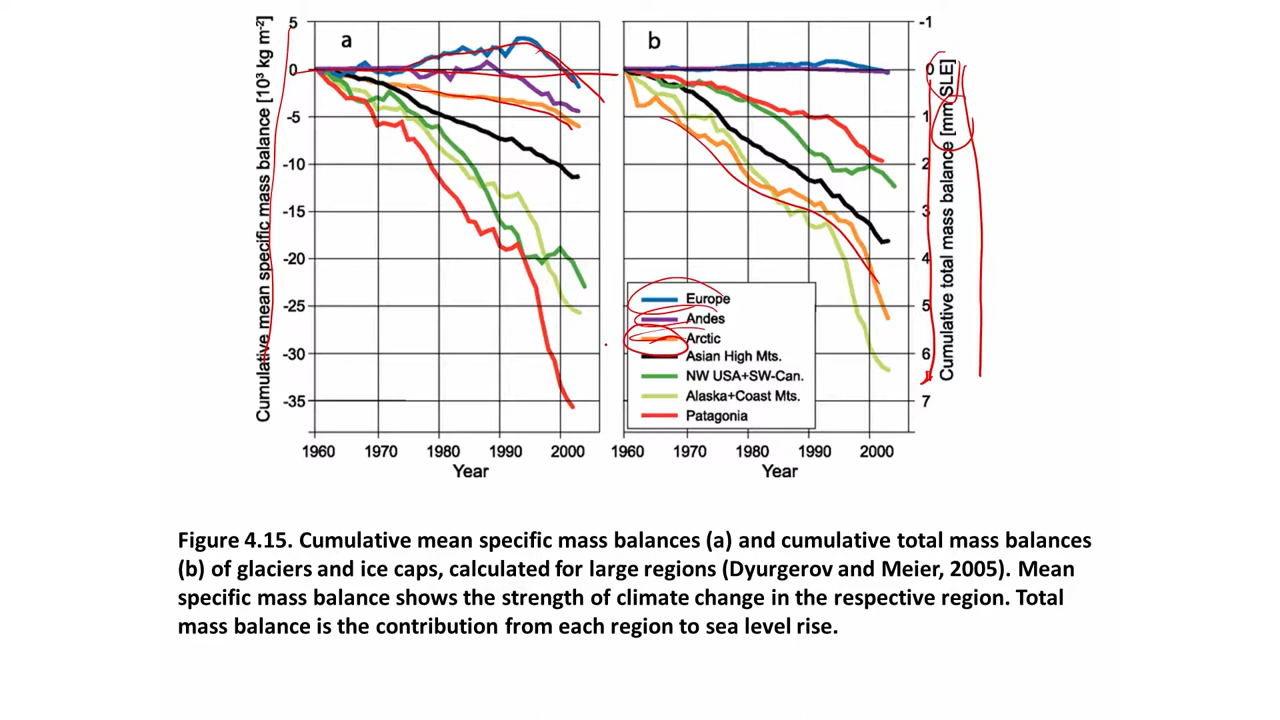 Cumulative mean specific mass balance [10³ kg m⁻²]
5
0
-5
-10
-15
-20
-25
-30
-35
a
1960 1970 1980 1990 2000
Year
b
Europe
Andes
Arctic
Asian High Mts.
NW USA+SW-Can.
Alaska+Coast Mts.
Patagonia
1960 1970 1980 1990 2000
Year
-1
0
1
2
3
4
5
6
7
Cumulative total mass balance [mm SLE]
Figure 4.15. Cumulative mean specific mass balances (a) and cumulative total mass balances
(b) of glaciers and ice caps, calculated for large regions (Dyurgerov and Meier, 2005). Mean
specific mass balance shows the strength of climate change in the respective region. Total
mass balance is the contribution from each region to sea level rise.